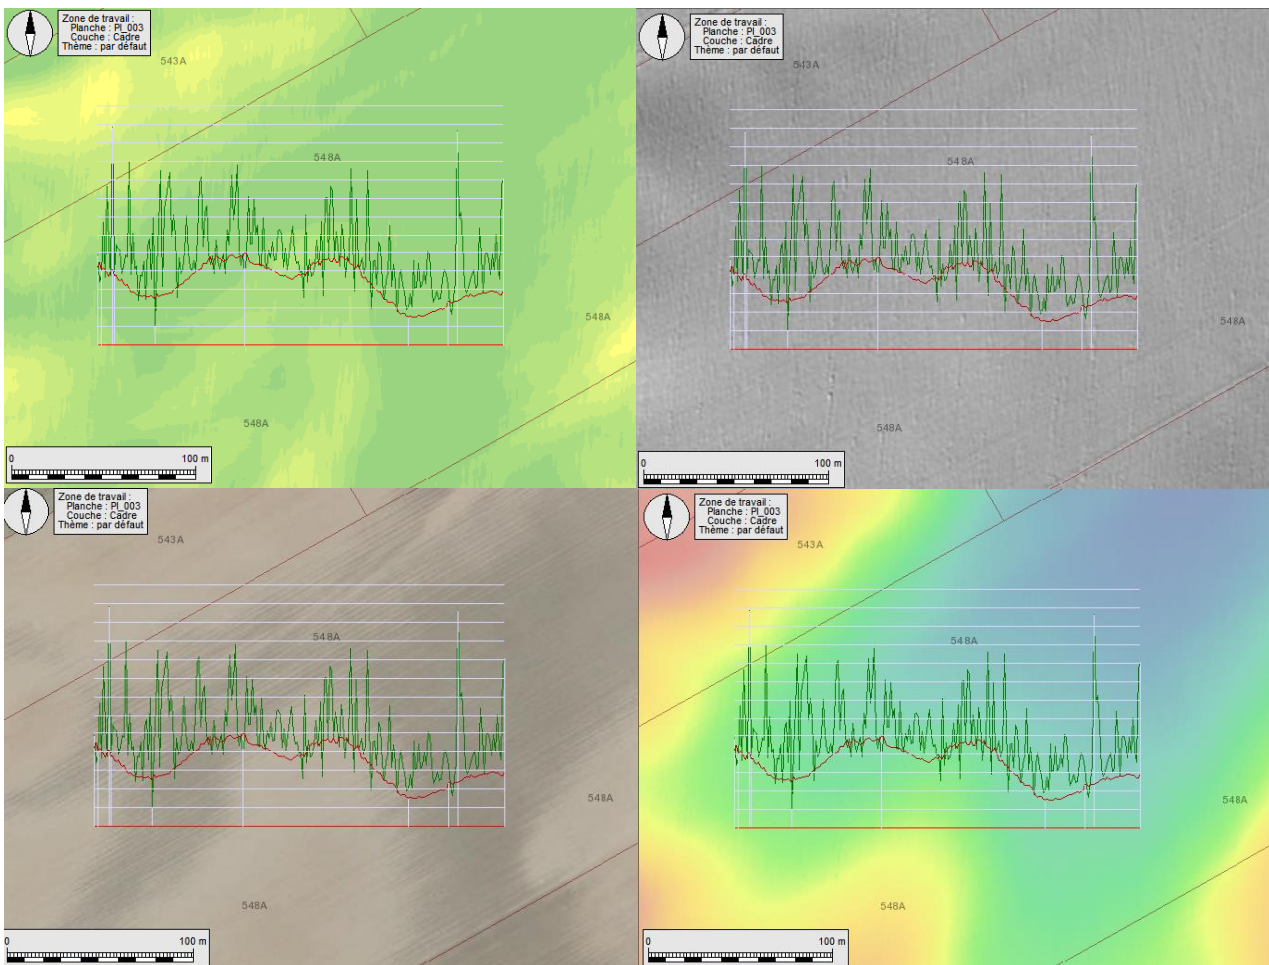 Zone de travail :
Planche : Pl_003
Couche : Cadre
Thème : par défaut
543A
548A
548A
548A
0 100 m
Zone de travail :
Planche : Pl_003
Couche : Cadre
Thème : par défaut
543A
548A
548A
548A
0 100 m
Zone de travail :
Planche : Pl_003
Couche : Cadre
Thème : par défaut
543A
548A
548A
548A
0 100 m
Zone de travail :
Planche : Pl_003
Couche : Cadre
Thème : par défaut
543A
548A
548A
548A
0 100 m